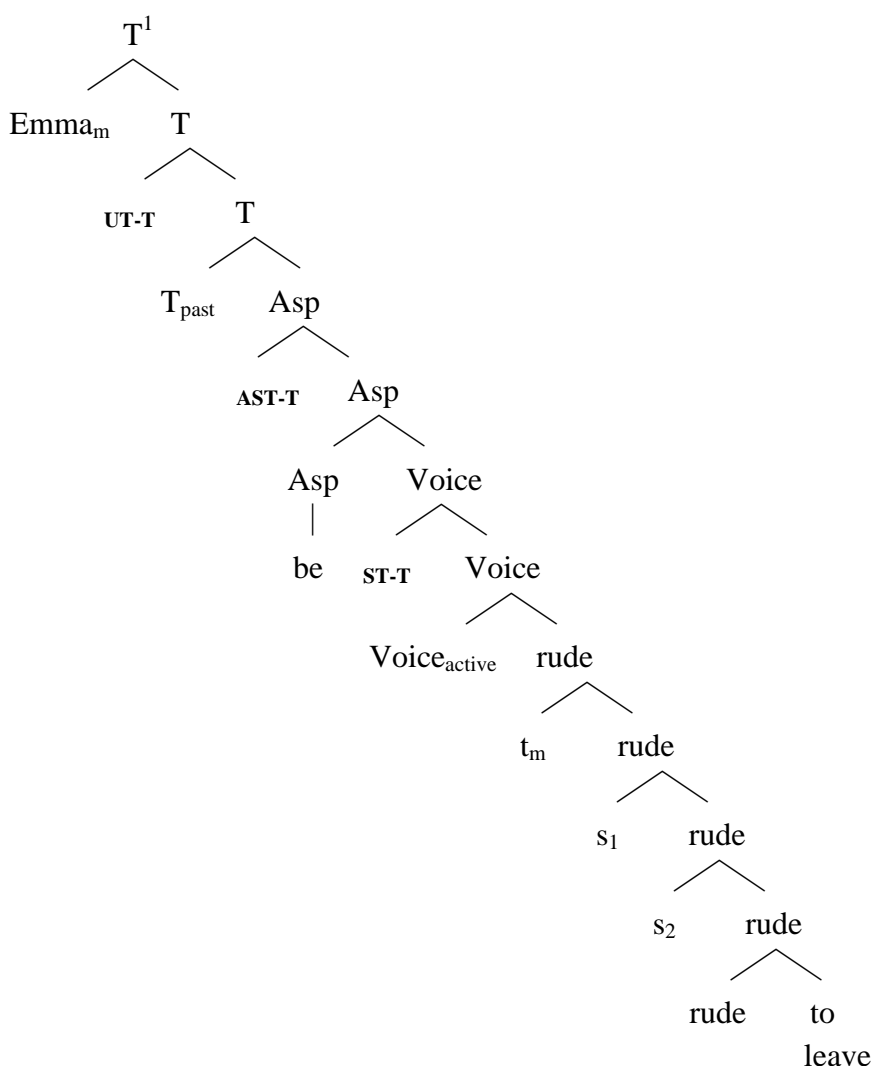 T¹
Emmaₘ T
UT-T T
Tₚₐₛₜ Asp
AST-T Asp
Asp Voice
be ST-T Voice
Voice_active rude
tₘ rude
s₁ rude
s₂ rude
rude to
leave